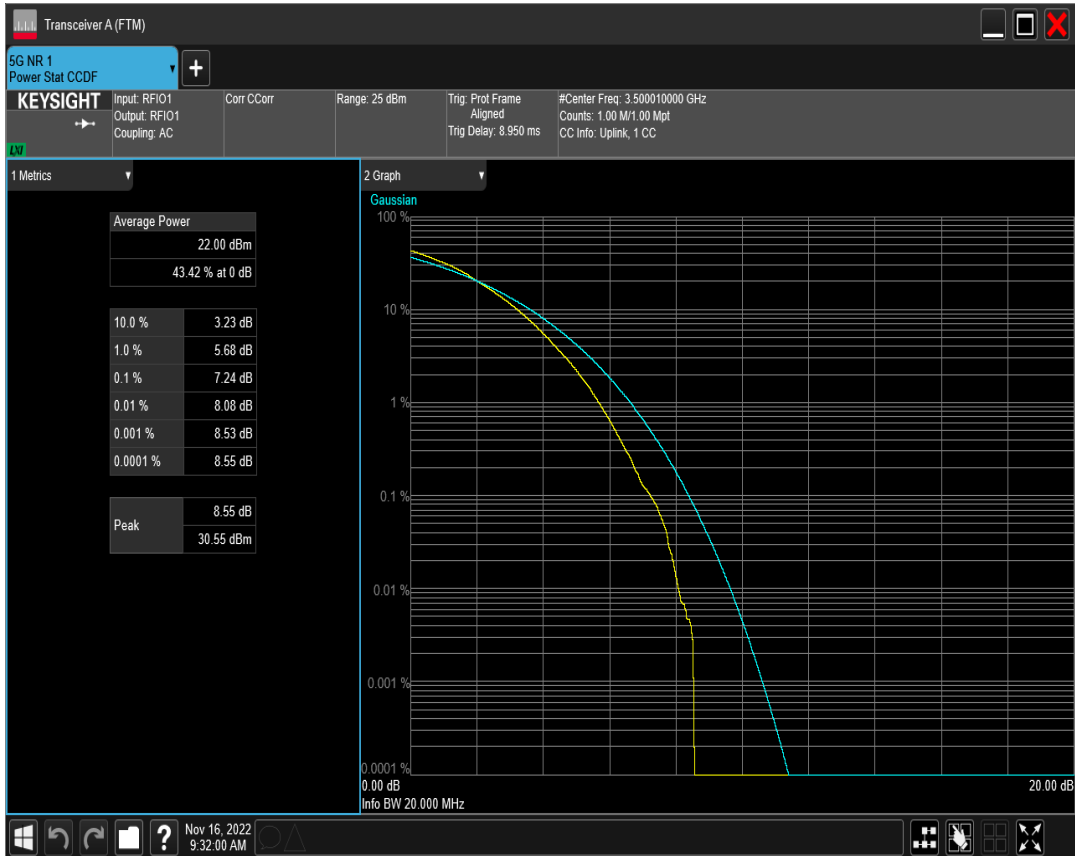 Transceiver A (FTM)
5G NR 1
Power Stat CCDF
+
KEYSIGHT
LXI
Input: RFIO1
Output: RFIO1
Coupling: AC
Corr CCorr
Range: 25 dBm
Trig: Prot Frame
Aligned
Trig Delay: 8.950 ms
#Center Freq: 3.500010000 GHz
Counts: 1.00 M/1.00 Mpt
CC Info: Uplink, 1 CC
1 Metrics
Average Power
22.00 dBm
43.42 % at 0 dB
10.0 % 3.23 dB
1.0 % 5.68 dB
0.1 % 7.24 dB
0.01 % 8.08 dB
0.001 % 8.53 dB
0.0001 % 8.55 dB
Peak
8.55 dB
30.55 dBm
2 Graph
Gaussian
100 %
10 %
1 %
0.1 %
0.01 %
0.001 %
0.0001 %
0.00 dB 20.00 dB
Info BW 20.000 MHz
?
Nov 16, 2022
9:32:00 AM